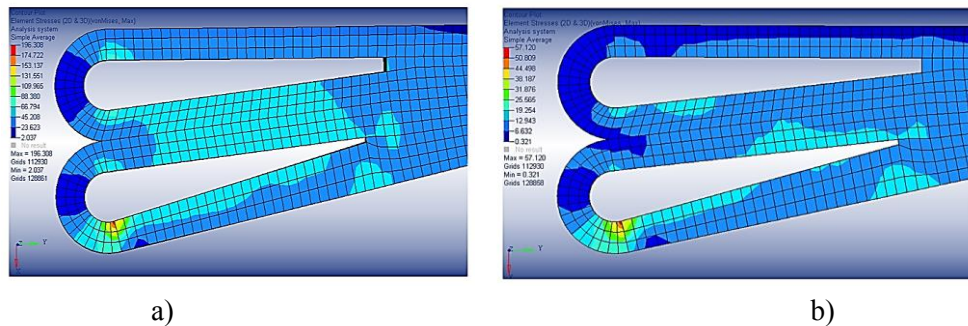 Contour Plot
Element Stresses (2D & 3D)(vonMises, Max)
Analysis system
Simple Average
196.308
174.722
153.137
131.551
109.965
88.380
66.794
45.208
23.623
2.037
No result
Max = 196.308
Grids 112930
Min = 2.037
Grids 128861
Z
Y
X
Contour Plot
Element Stresses (2D & 3D)(vonMises, Max)
Analysis system
Simple Average
57.120
50.809
44.498
38.187
31.876
25.565
19.254
12.943
6.632
0.321
No result
Max = 57.120
Grids 112930
Min = 0.321
Grids 128868
Z
Y
X
a)
b)